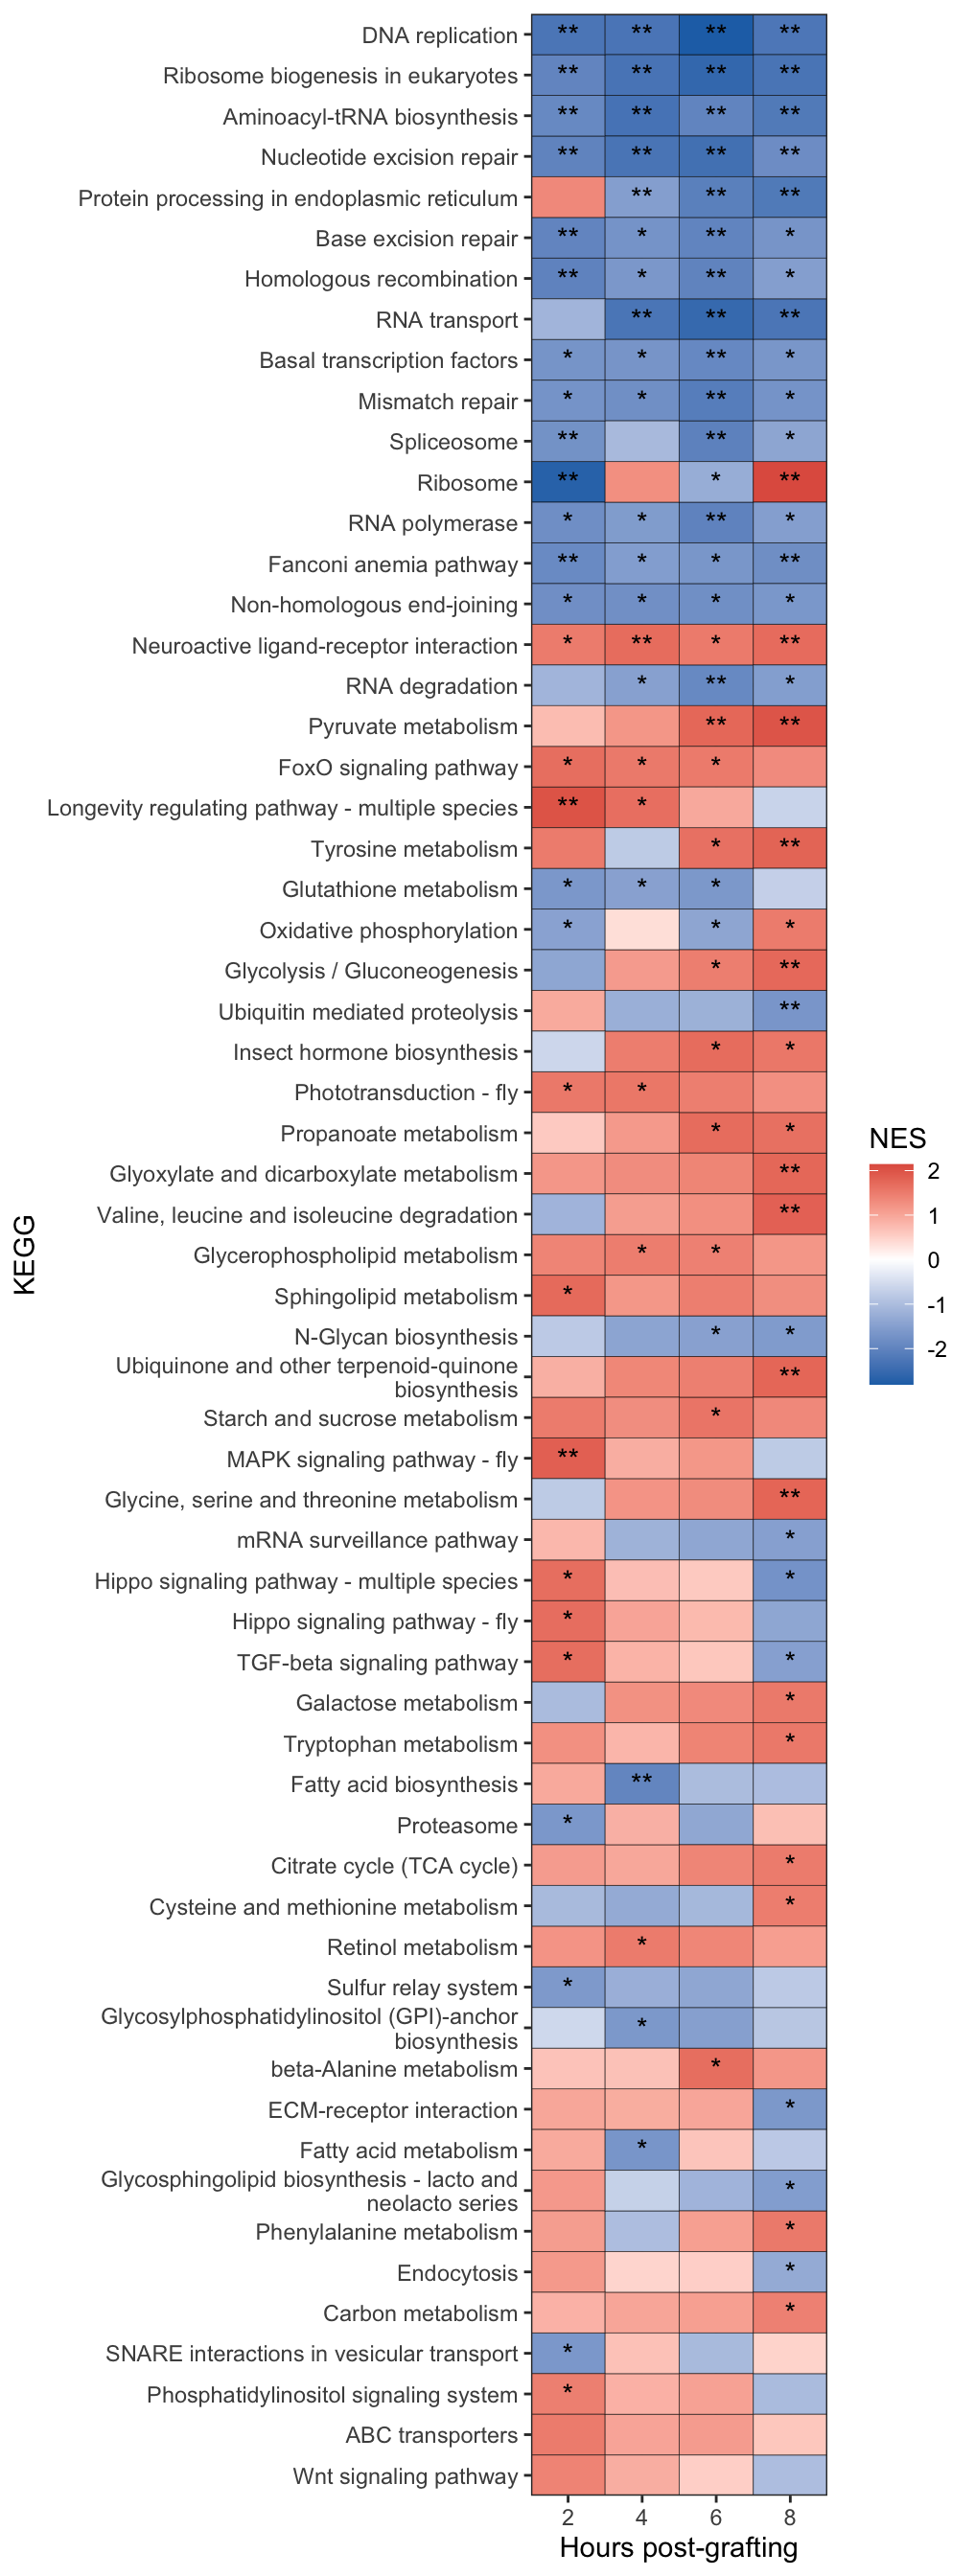 DNA replication ** ** ** **
Ribosome biogenesis in eukaryotes ** ** ** **
Aminoacyl-tRNA biosynthesis ** ** ** **
Nucleotide excision repair ** ** ** **
Protein processing in endoplasmic reticulum ** ** **
Base excision repair ** * ** *
Homologous recombination ** * ** *
RNA transport ** ** **
Basal transcription factors * * ** *
Mismatch repair * * ** *
Spliceosome ** ** *
Ribosome ** * **
RNA polymerase * * ** *
Fanconi anemia pathway ** * * **
Non-homologous end-joining * * * *
Neuroactive ligand-receptor interaction * ** * **
RNA degradation * ** *
Pyruvate metabolism ** **
FoxO signaling pathway * * *
Longevity regulating pathway - multiple species ** *
Tyrosine metabolism * **
Glutathione metabolism * * *
Oxidative phosphorylation * * *
Glycolysis / Gluconeogenesis * **
Ubiquitin mediated proteolysis **
Insect hormone biosynthesis * *
Phototransduction - fly * *
Propanoate metabolism * *
Glyoxylate and dicarboxylate metabolism **
Valine, leucine and isoleucine degradation **
Glycerophospholipid metabolism * *
Sphingolipid metabolism *
N-Glycan biosynthesis * *
Ubiquinone and other terpenoid-quinone
biosynthesis **
Starch and sucrose metabolism *
MAPK signaling pathway - fly **
Glycine, serine and threonine metabolism **
mRNA surveillance pathway *
Hippo signaling pathway - multiple species * *
Hippo signaling pathway - fly *
TGF-beta signaling pathway * *
Galactose metabolism *
Tryptophan metabolism *
Fatty acid biosynthesis **
Proteasome *
Citrate cycle (TCA cycle) *
Cysteine and methionine metabolism *
Retinol metabolism *
Sulfur relay system *
Glycosylphosphatidylinositol (GPI)-anchor
biosynthesis *
beta-Alanine metabolism *
ECM-receptor interaction *
Fatty acid metabolism *
Glycosphingolipid biosynthesis - lacto and
neolacto series *
Phenylalanine metabolism *
Endocytosis *
Carbon metabolism *
SNARE interactions in vesicular transport *
Phosphatidylinositol signaling system *
ABC transporters
Wnt signaling pathway
2 4 6 8
Hours post-grafting
KEGG
NES
2
1
0
-1
-2